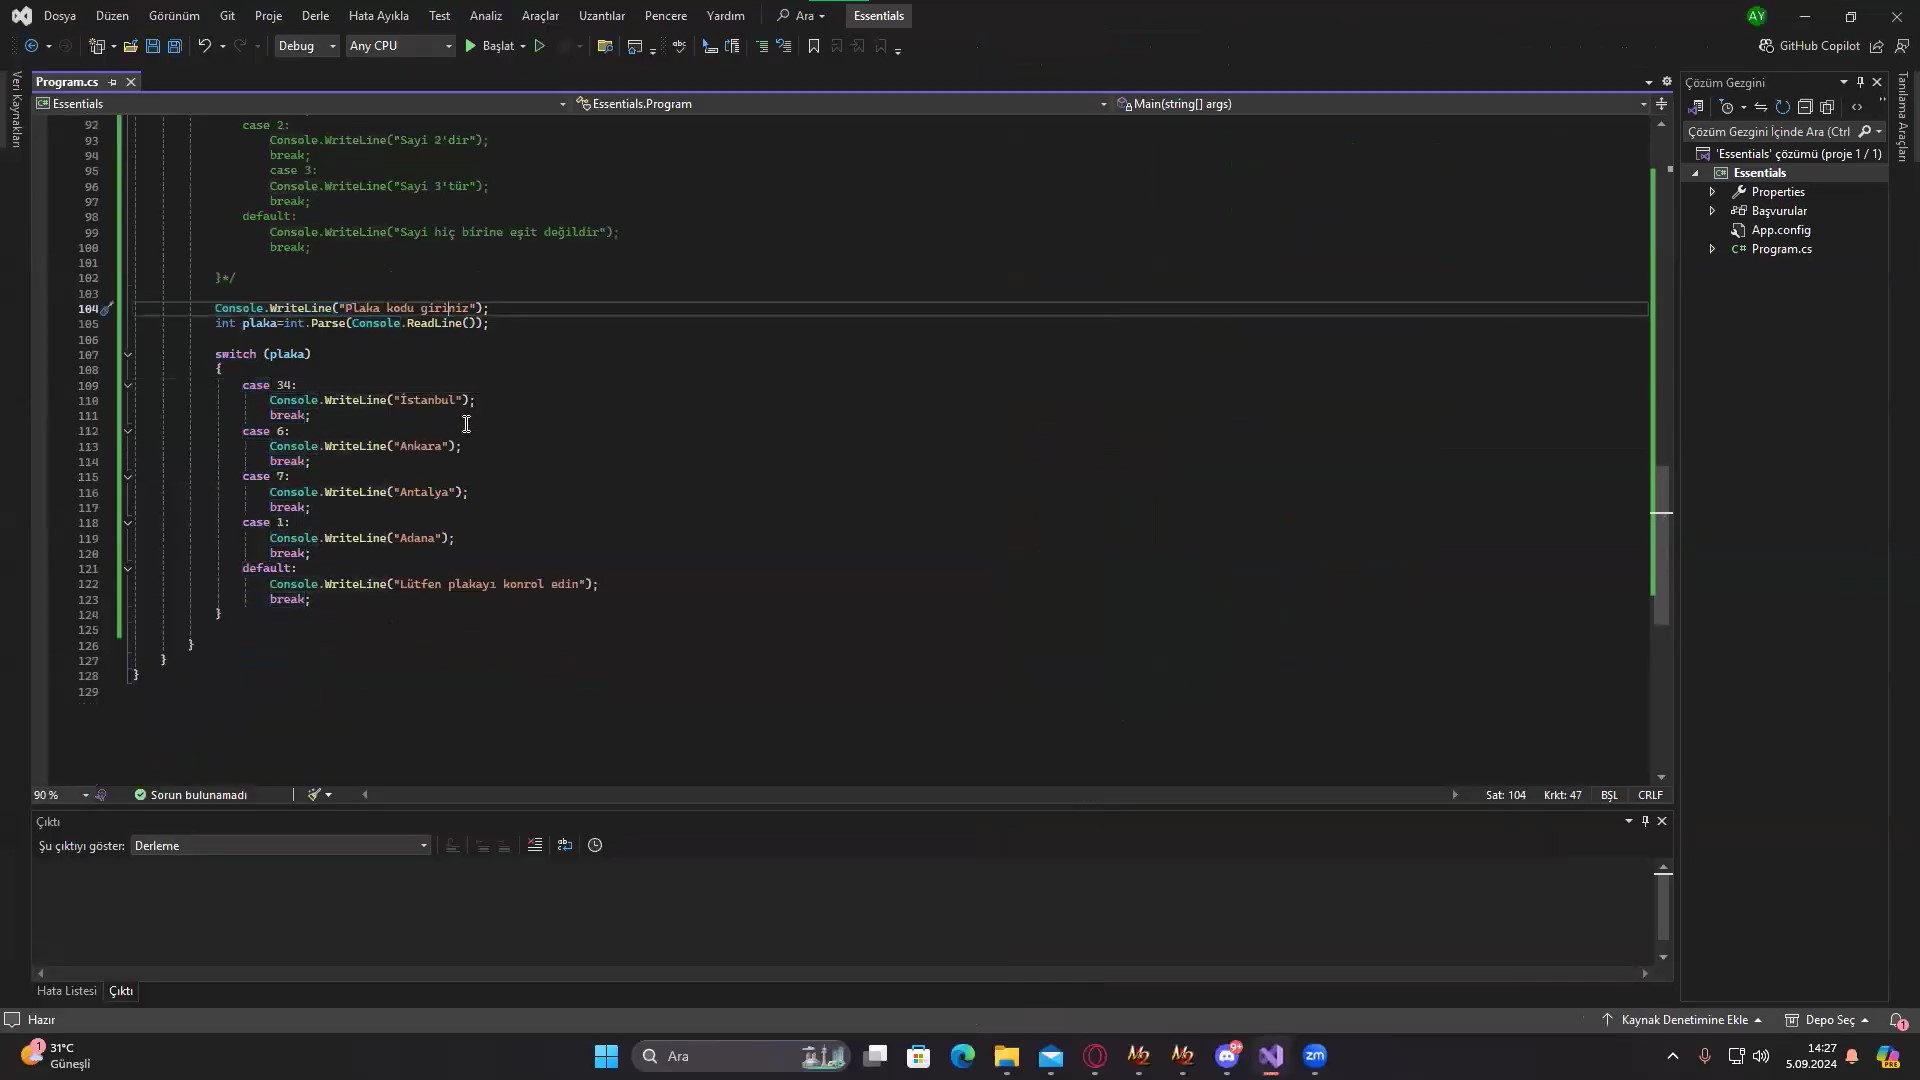 Dosya Düzen Görünüm Git Proje Derle Hata Ayıkla Test Analiz Araçlar Uzantılar Pencere Yardım Ara Essentials AY
Debug Any CPU Başlat GitHub Copilot
Veri Kaynakları
Program.cs
Essentials Essentials.Program Main(string[] args)
92 case 2:
93 Console.WriteLine("Sayi 2'dir");
94 break;
95 case 3:
96 Console.WriteLine("Sayi 3'tür");
97 break;
98 default:
99 Console.WriteLine("Sayi hiç birine eşit değildir");
100 break;
101
102 }*/
103
104 Console.WriteLine("Plaka kodu giriniz");
105 int plaka=int.Parse(Console.ReadLine());
106
107 switch (plaka)
108 {
109 case 34:
110 Console.WriteLine("İstanbul");
111 break;
112 case 6:
113 Console.WriteLine("Ankara");
114 break;
115 case 7:
116 Console.WriteLine("Antalya");
117 break;
118 case 1:
119 Console.WriteLine("Adana");
120 break;
121 default:
122 Console.WriteLine("Lütfen plakayı konrol edin");
123 break;
124 }
125
126 }
127 }
128 }
129
90 % Sorun bulunamadı Sat: 104 Krkt: 47 BŞL CRLF
Çıktı
Şu çıktıyı göster: Derleme
Hata Listesi Çıktı
Çözüm Gezgini
Çözüm Gezgini İçinde Ara (Ctrl
'Essentials' çözümü (proje 1 / 1)
Essentials
Properties
Başvurular
App.config
Program.cs
Tanılama Araçları
Hazır Kaynak Denetimine Ekle Depo Seç 1
1 31°C
Güneşli
Ara
9+
zm
14:27
5.09.2024
PRE